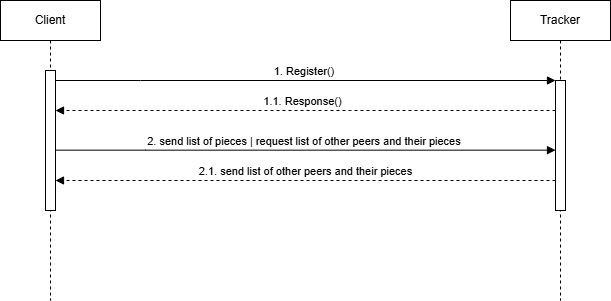 Client
Tracker
1. Register()
1.1. Response()
2. send list of pieces | request list of other peers and their pieces
2.1. send list of other peers and their pieces